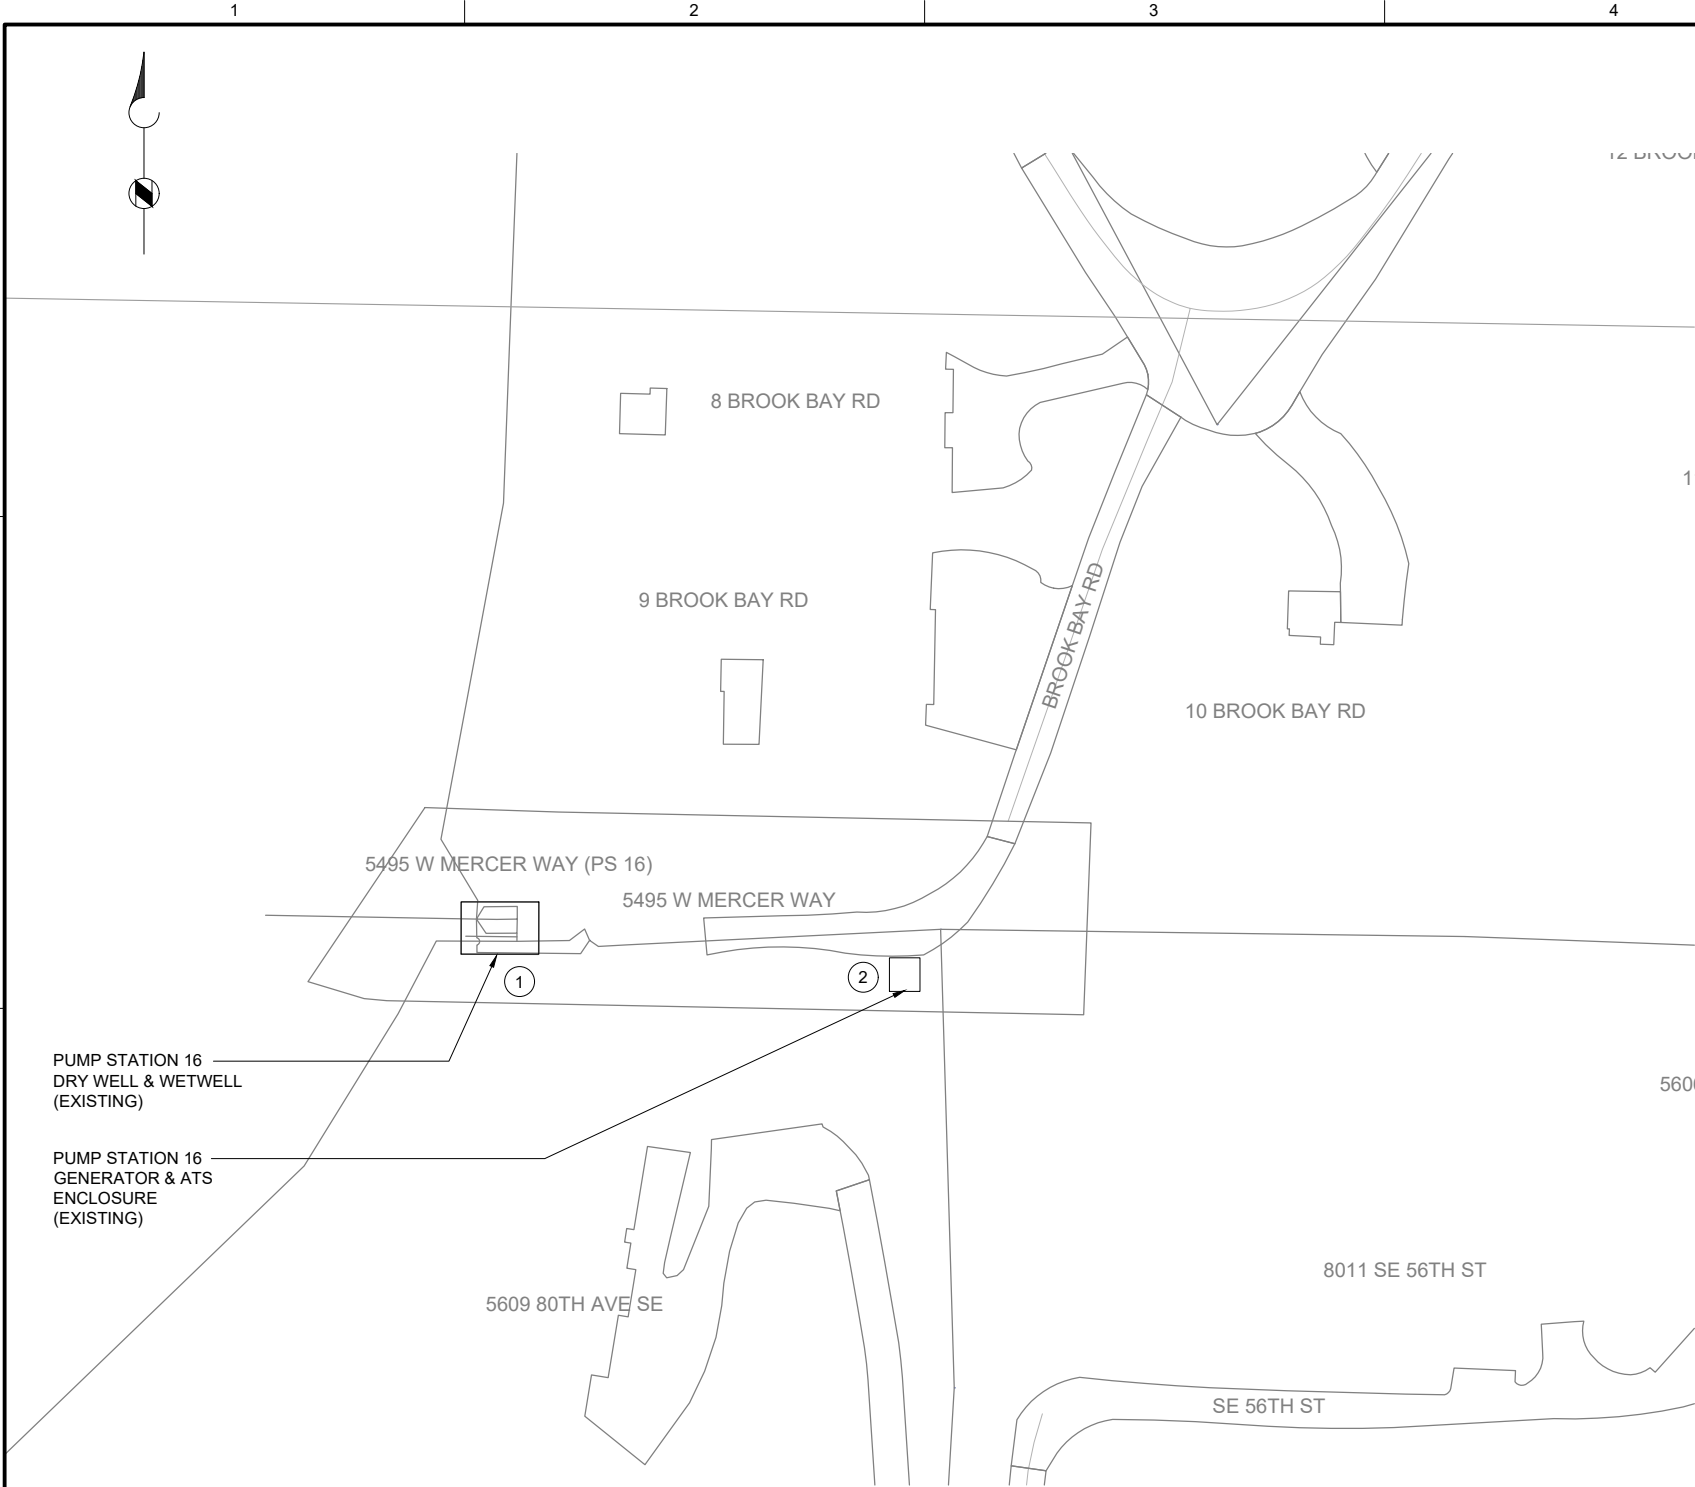 1
2
3
4
8 BROOK BAY RD
1
9 BROOK BAY RD
BROOK BAY RD
10 BROOK BAY RD
5495 W MERCER WAY (PS 16)
5495 W MERCER WAY
1
2
PUMP STATION 16
DRY WELL & WETWELL
(EXISTING)
PUMP STATION 16
GENERATOR & ATS
ENCLOSURE
(EXISTING)
8011 SE 56TH ST
5609 80TH AVE SE
SE 56TH ST